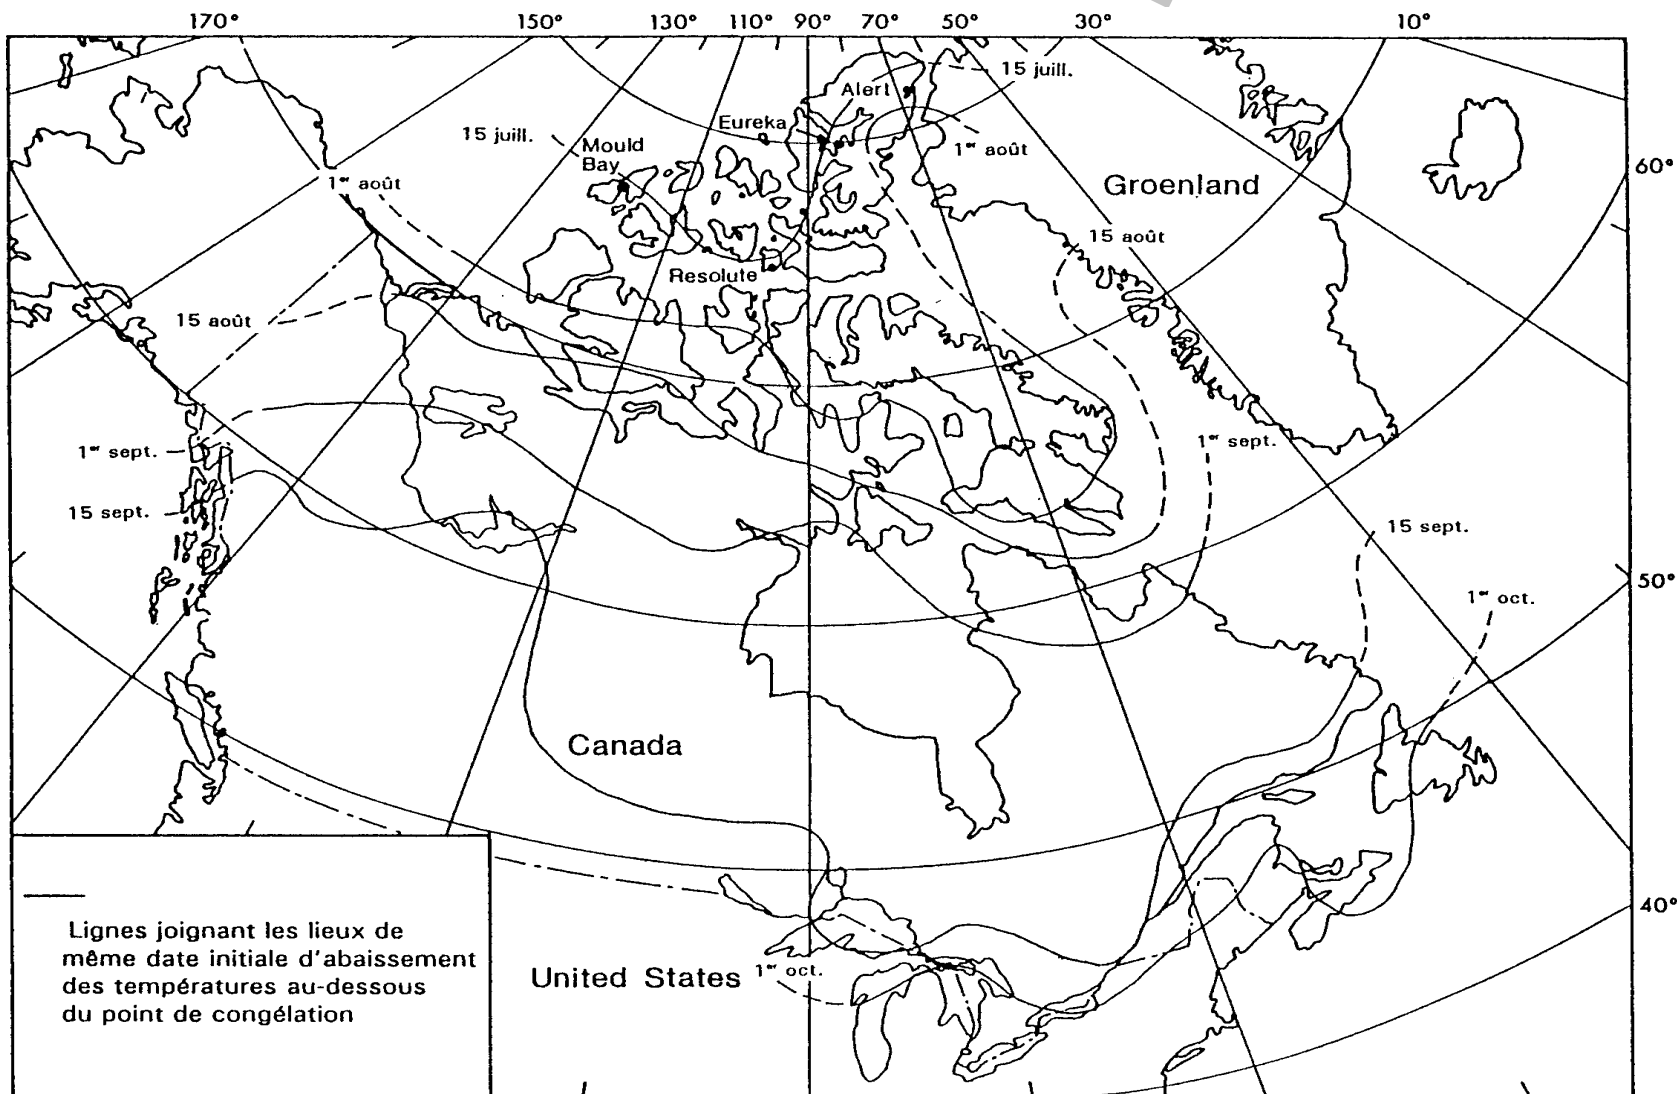 170° 150° 130° 110° 90° 70° 50° 30° 10°
15 juill.
Alert
Eureka
15 juill.
Mould
Bay
1er août
60°
1er août
Groenland
15 août
Resolute
15 août
1er sept.
1er sept.
15 sept.
15 sept.
50°
1er oct.
Canada
40°
Lignes joignant les lieux de
même date initiale d'abaissement
des températures au-dessous
du point de congélation
United States
1er oct.